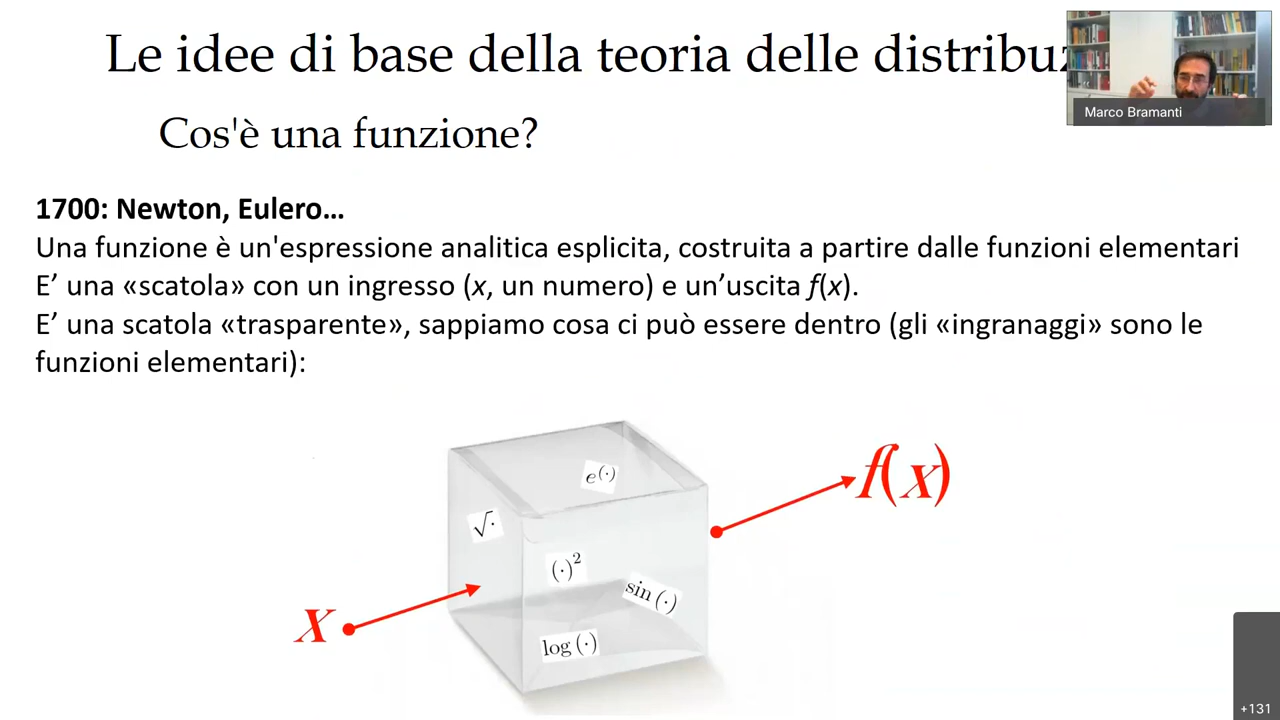 Le idee di base della teoria delle
Marco Bramanti
Cos'è una funzione?
1700: Newton, Eulero…
Una funzione è un'espressione analitica esplicita, costruita a partire dalle funzioni elementari
E’ una «scatola» con un ingresso (x, un numero) e un’uscita f(x).
E’ una scatola «trasparente», sappiamo cosa ci può essere dentro (gli «ingranaggi» sono le
funzioni elementari):
f(x)
e^(·)
√·
(·)²
sin (·)
x
log (·)
+131